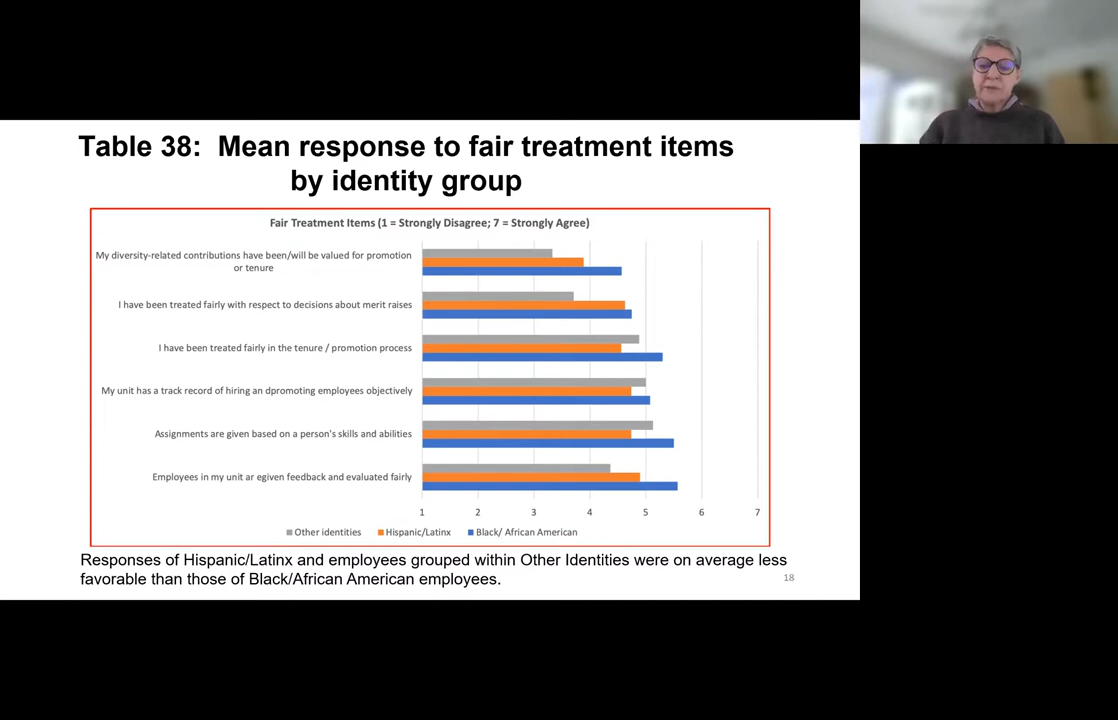 Table 38: Mean response to fair treatment items
by identity group
Fair Treatment Items (1 = Strongly Disagree; 7 = Strongly Agree)
My diversity-related contributions have been/will be valued for promotion
or tenure
I have been treated fairly with respect to decisions about merit raises
I have been treated fairly in the tenure / promotion process
My unit has a track record of hiring an dpromoting employees objectively
Assignments are given based on a person's skills and abilities
Employees in my unit ar egiven feedback and evaluated fairly
1 2 3 4 5 6 7
Other identities Hispanic/Latinx Black/ African American
Responses of Hispanic/Latinx and employees grouped within Other Identities were on average less
favorable than those of Black/African American employees.
18